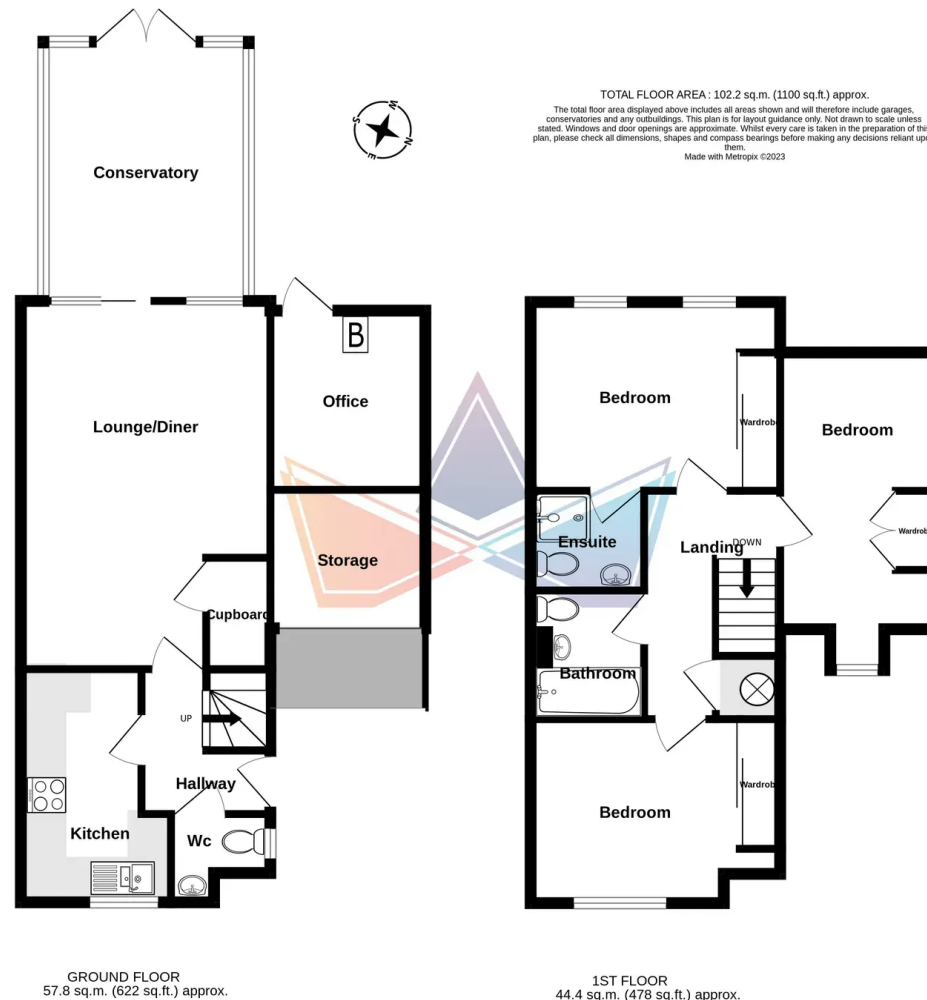 TOTAL FLOOR AREA : 102.2 sq.m. (1100 sq.ft.) approx.
The total floor area displayed above includes all areas shown and will therefore include garages,
conservatories and any outbuildings. This plan is for layout guidance only. Not drawn to scale unless
stated. Windows and door openings are approximate. Whilst every care is taken in the preparation of this
plan, please check all dimensions, shapes and compass bearings before making any decisions reliant upo
them.
Made with Metropix ©2023
N
W
S
E
Conservatory
B
Office
Lounge/Diner
Storage
Cupboard
UP
Hallway
Kitchen
Wc
Bedroom
Wardrobe
Bedroom
Wardrob
Ensuite
Landing
DOWN
Bathroom
Bedroom
Wardrobe
GROUND FLOOR
57.8 sq.m. (622 sq.ft.) approx.
1ST FLOOR
44.4 sq.m. (478 sq.ft.) approx.